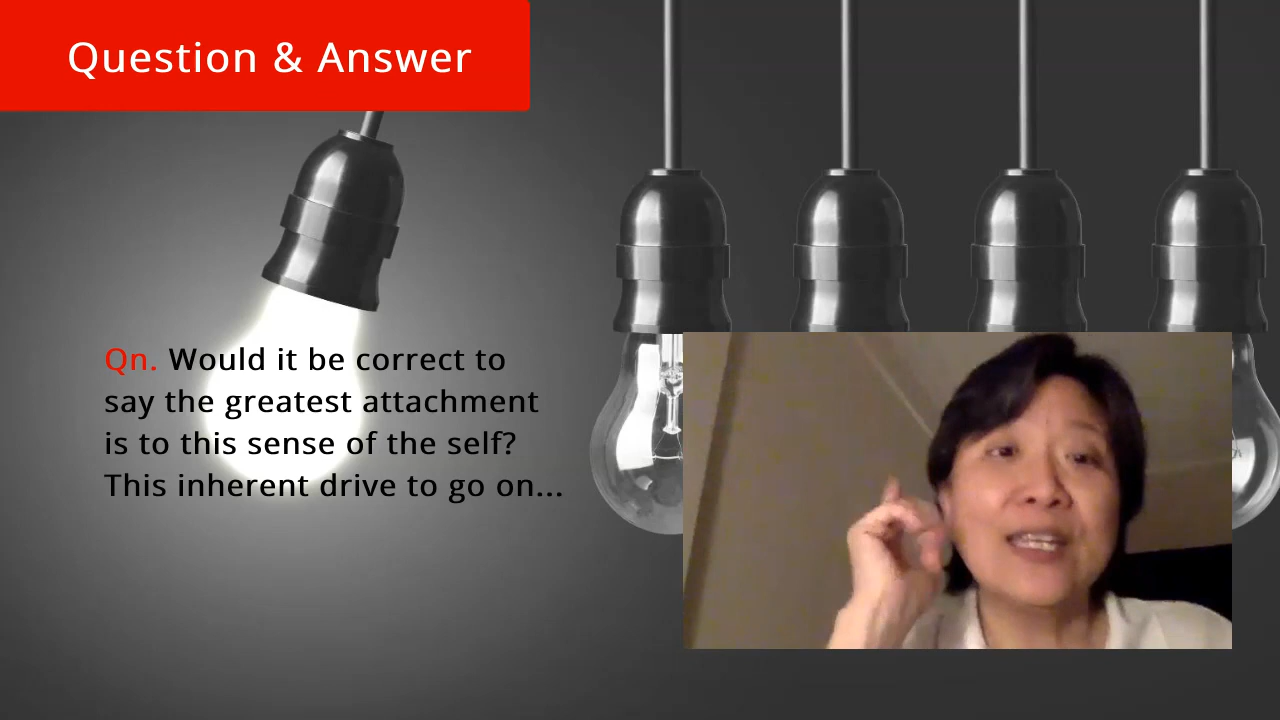 Question & Answer
Qn. Would it be correct to
say the greatest attachment
is to this sense of the self?
This inherent drive to go on...